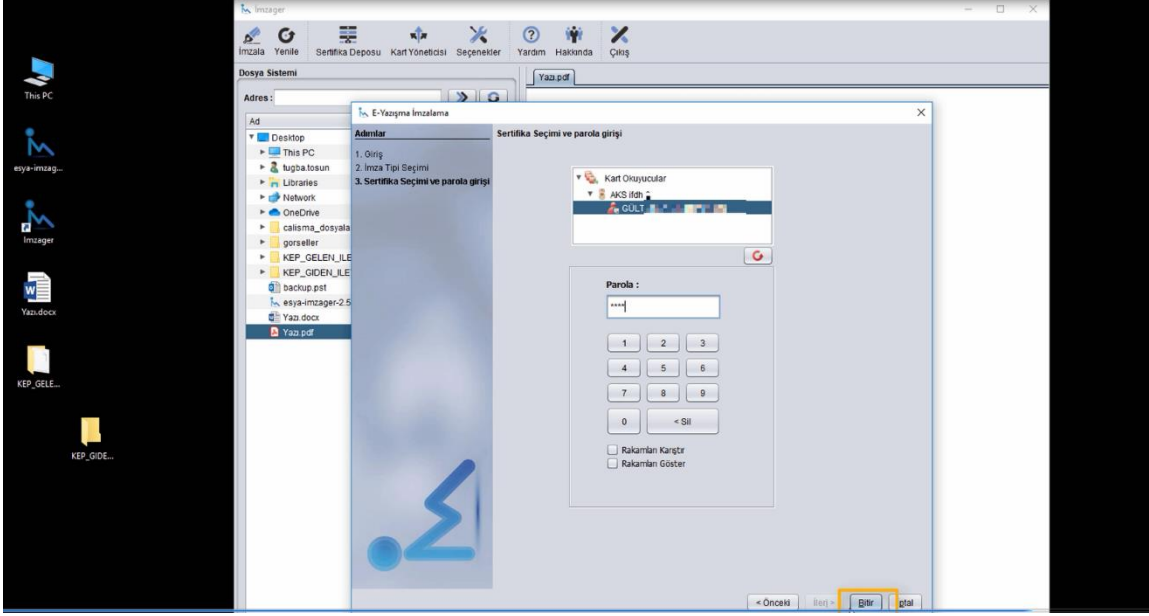 İmzager
İmzala Yenile Sertifika Deposu Kart Yöneticisi Seçenekler Yardım Hakkında Çıkış
Dosya Sistemi
Yazı.pdf
Adres :
Ad
Desktop
This PC
tugba.tosun
Libraries
Network
OneDrive
calisma_dosyala
gorseller
KEP_GELEN_ILE
KEP_GIDEN_ILE
backup.pst
esya-imzager-2.5
Yazı.docx
Yazı.pdf
This PC
esya-imzag...
Imzager
Yazı.docx
KEP_GELE...
KEP_GIDE...
E-Yazışma İmzalama
Adımlar
1. Giriş
2. İmza Tipi Seçimi
3. Sertifika Seçimi ve parola girişi
Sertifika Seçimi ve parola girişi
Kart Okuyucular
AKS ifdh
GÜLT
Parola :
****
1 2 3
4 5 6
7 8 9
0 < Sil
Rakamları Karıştır
Rakamları Göster
< Önceki İleri > Bitir İptal